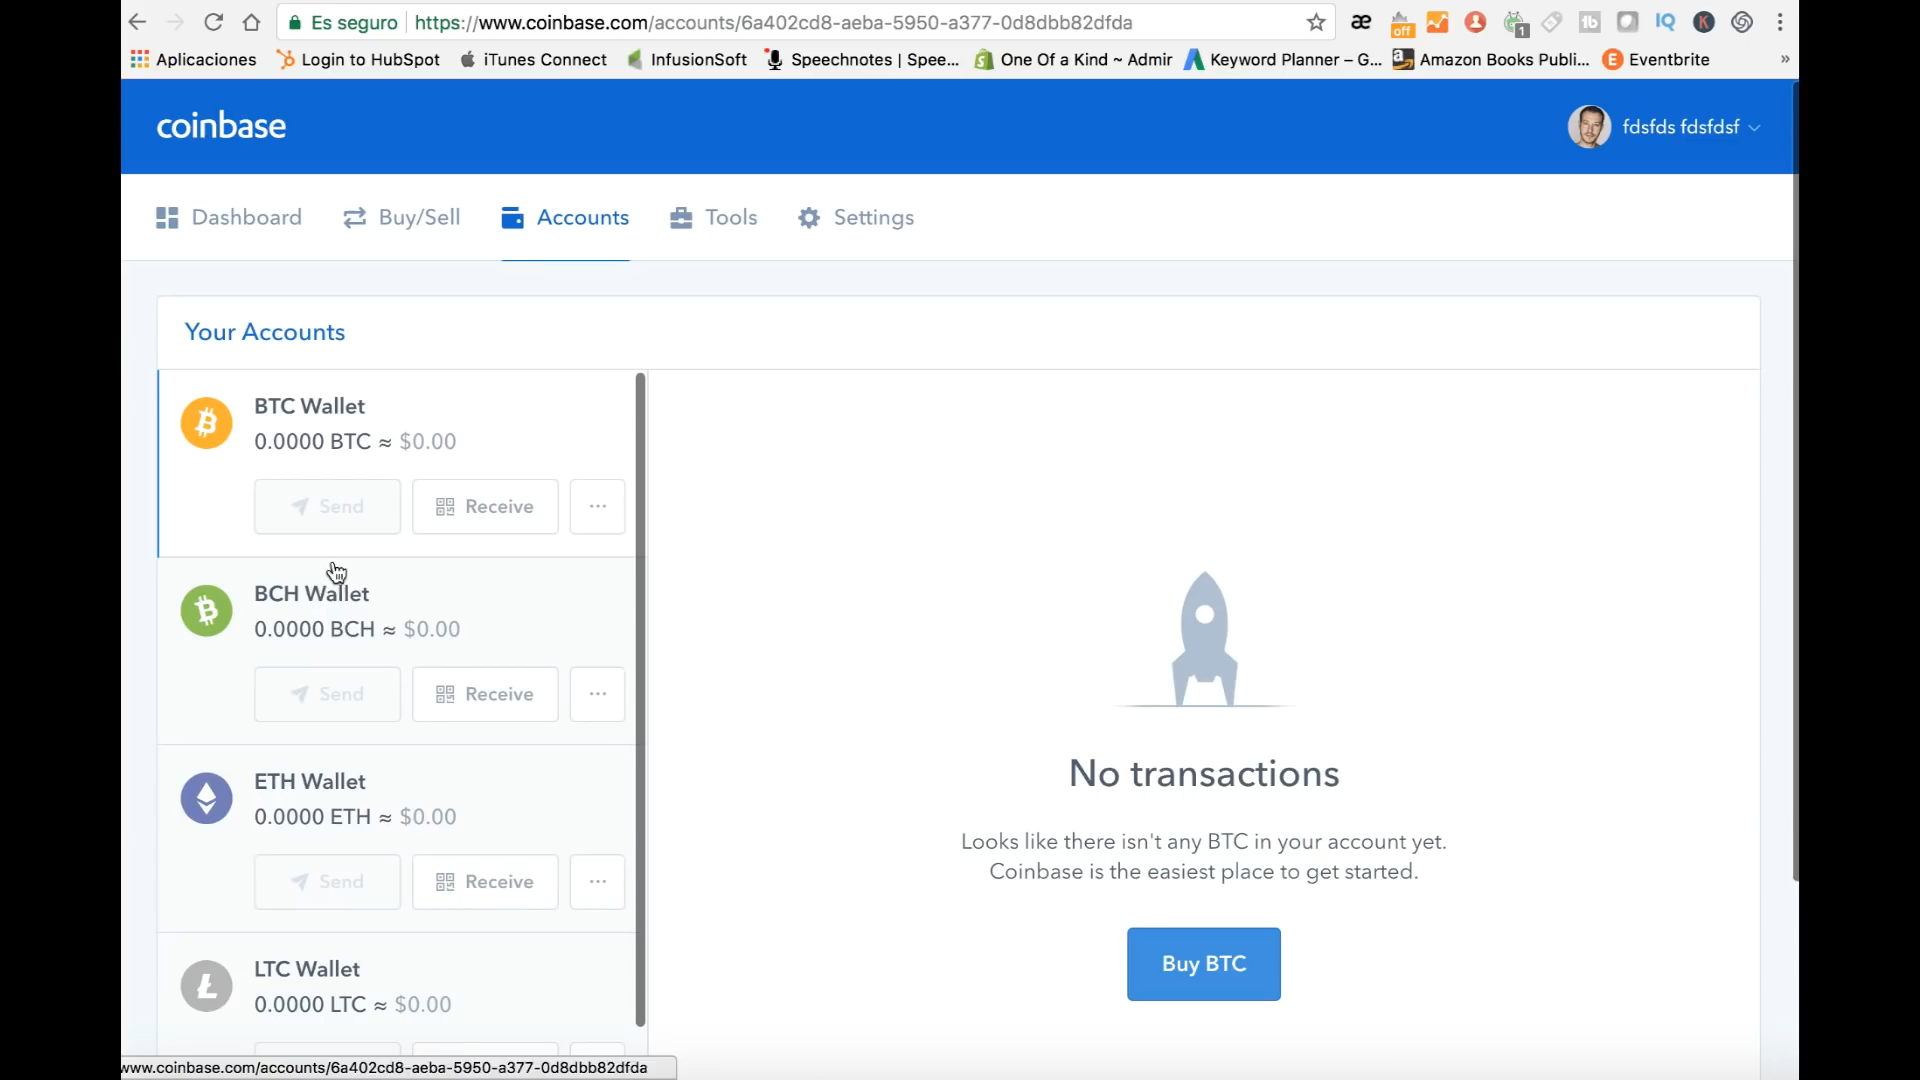 Es seguro https://www.coinbase.com/accounts/6a402cd8-aeba-5950-a377-0d8dbb82dfda æ off 1 tb IQ K
Aplicaciones Login to HubSpot iTunes Connect InfusionSoft Speechnotes | Spee... One Of a Kind ~ Admir Keyword Planner – G... Amazon Books Publi... Eventbrite »
coinbase fdsfds fdsfdsf
Dashboard Buy/Sell Accounts Tools Settings
Your Accounts
BTC Wallet
0.0000 BTC ≈ $0.00
Send Receive ...
BCH Wallet
0.0000 BCH ≈ $0.00
Send Receive ...
ETH Wallet
0.0000 ETH ≈ $0.00
Send Receive ...
LTC Wallet
0.0000 LTC ≈ $0.00
No transactions
Looks like there isn't any BTC in your account yet.
Coinbase is the easiest place to get started.
Buy BTC
www.coinbase.com/accounts/6a402cd8-aeba-5950-a377-0d8dbb82dfda